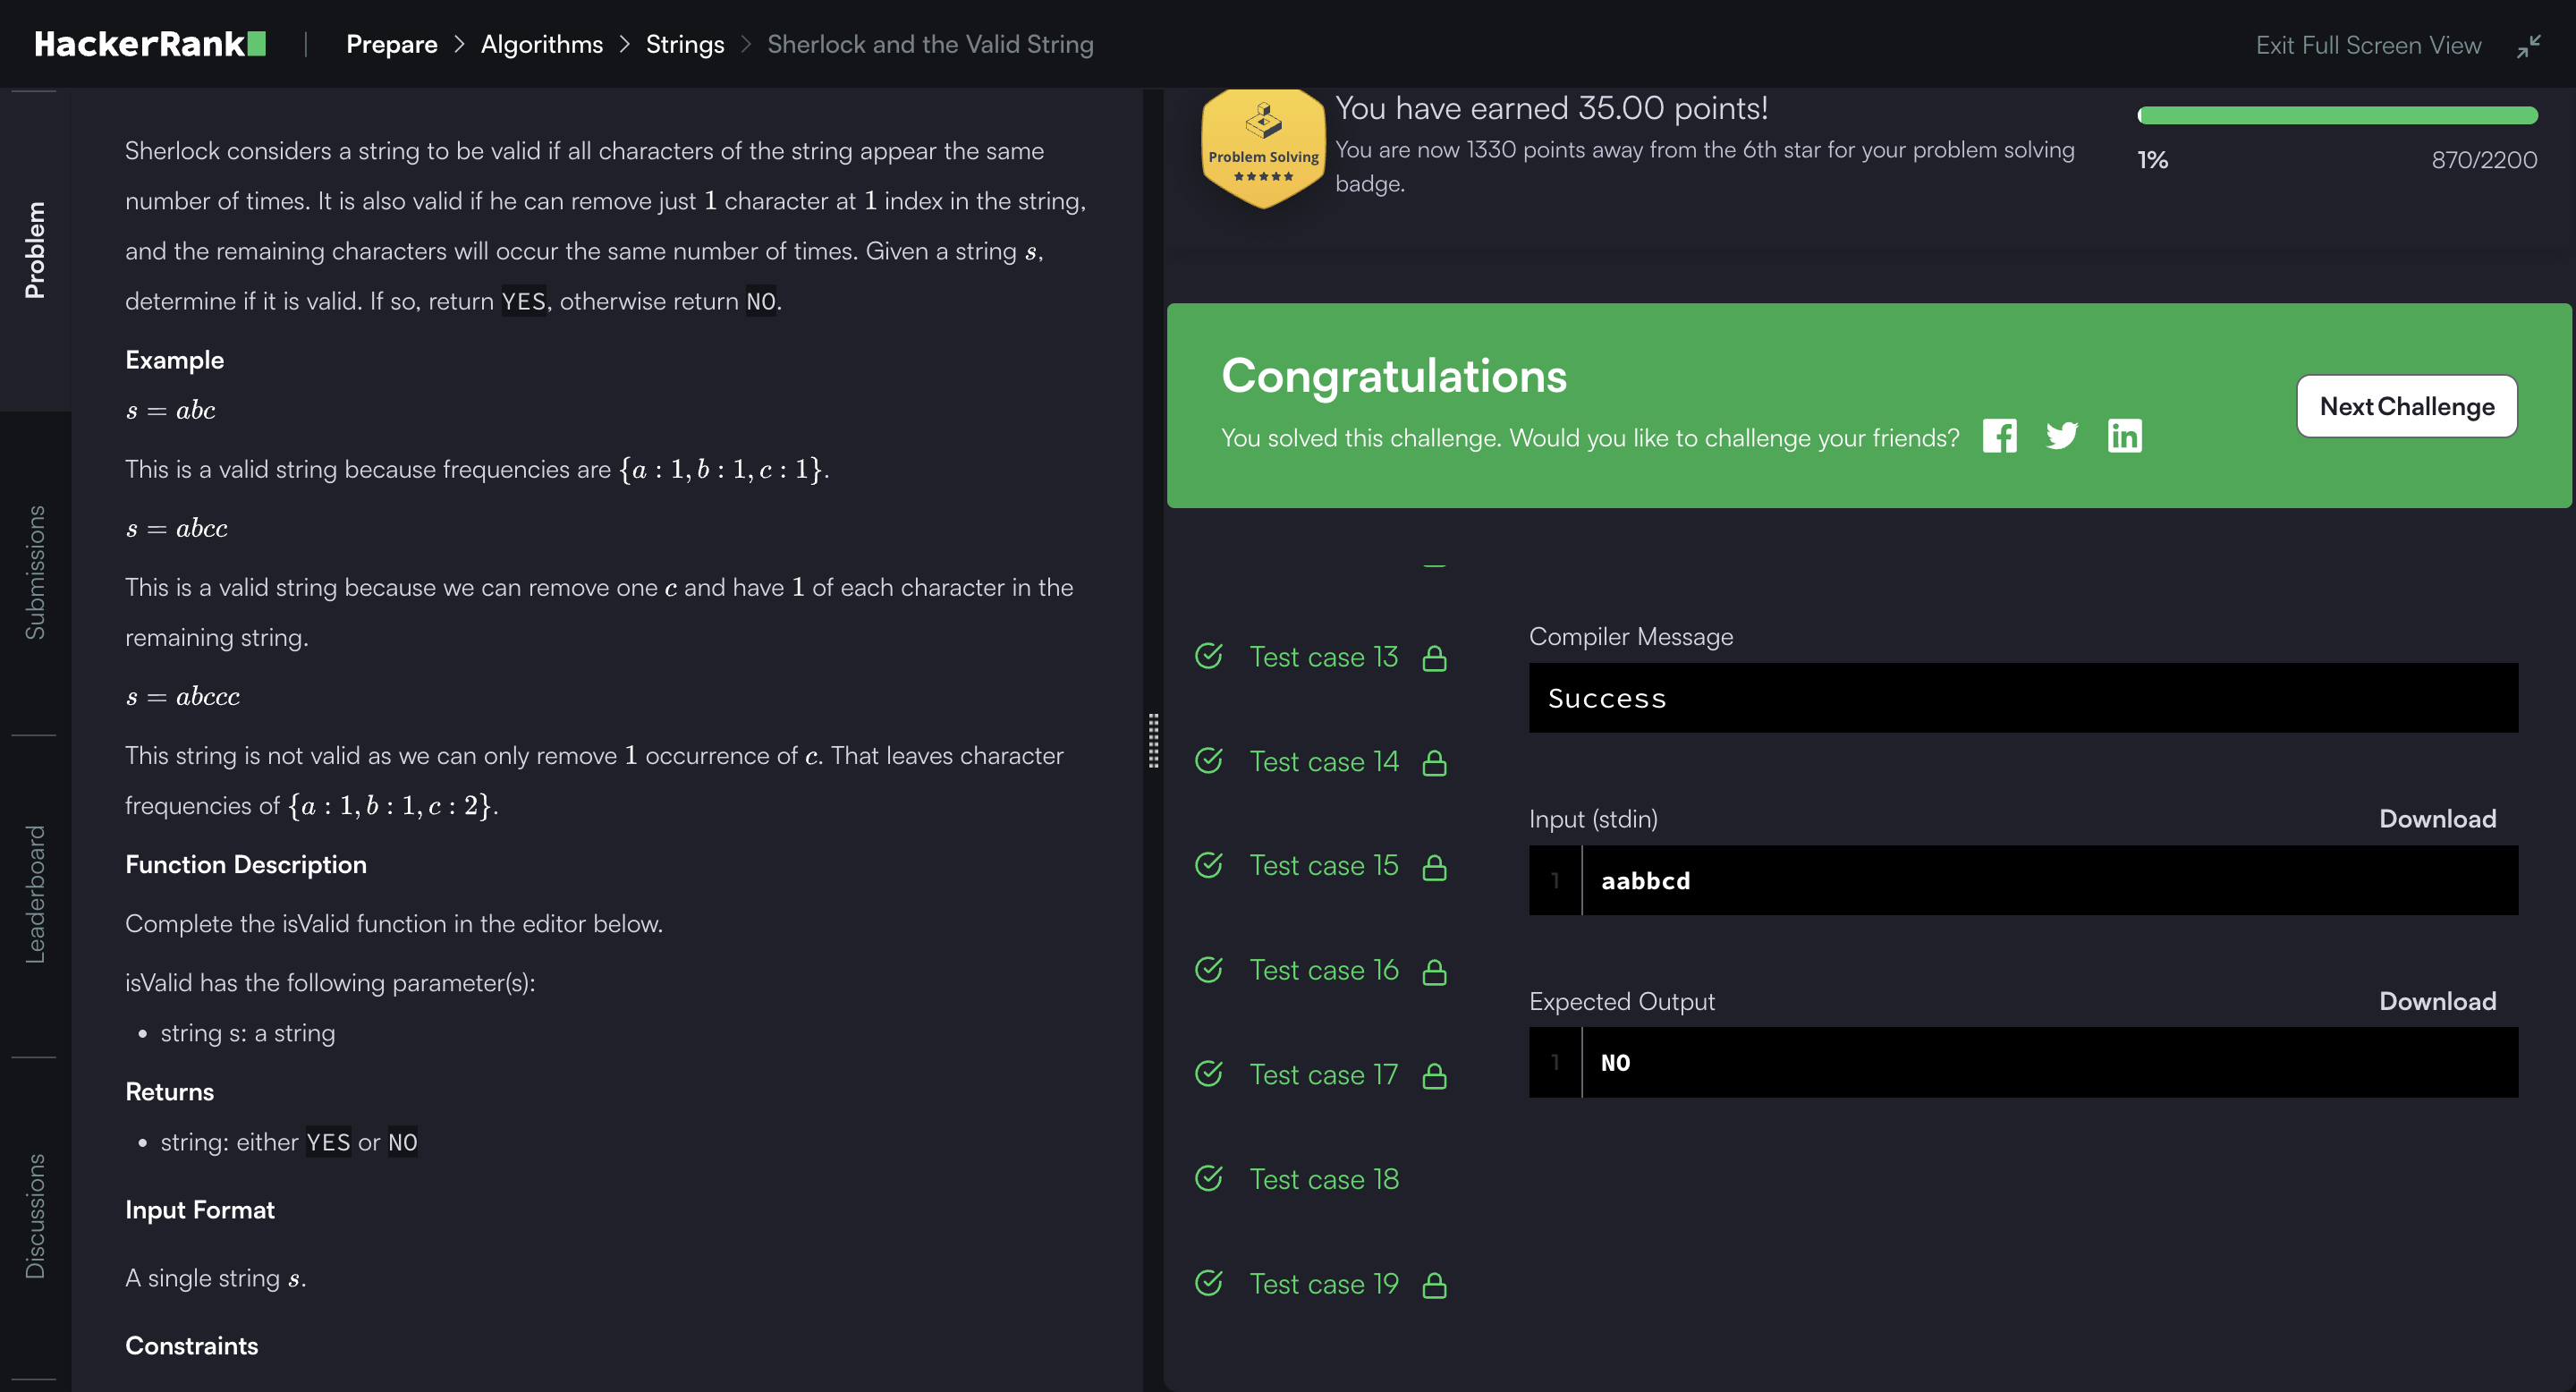 HackerRank
Prepare > Algorithms > Strings > Sherlock and the Valid String
Exit Full Screen View
Problem
Submissions
Leaderboard
Discussions
Sherlock considers a string to be valid if all characters of the string appear the same
number of times. It is also valid if he can remove just 1 character at 1 index in the string,
and the remaining characters will occur the same number of times. Given a string s,
determine if it is valid. If so, return YES, otherwise return NO.
Example
s = abc
This is a valid string because frequencies are {a : 1, b : 1, c : 1}.
s = abcc
This is a valid string because we can remove one c and have 1 of each character in the
remaining string.
s = abccc
This string is not valid as we can only remove 1 occurrence of c. That leaves character
frequencies of {a : 1, b : 1, c : 2}.
Function Description
Complete the isValid function in the editor below.
isValid has the following parameter(s):
• string s: a string
Returns
• string: either YES or NO
Input Format
A single string s.
Constraints
Problem Solving
You have earned 35.00 points!
You are now 1330 points away from the 6th star for your problem solving
badge.
1%
870/2200
Congratulations
You solved this challenge. Would you like to challenge your friends?
Next Challenge
Test case 13
Test case 14
Test case 15
Test case 16
Test case 17
Test case 18
Test case 19
Compiler Message
Success
Input (stdin)
Download
1 aabbcd
Expected Output
Download
1 NO